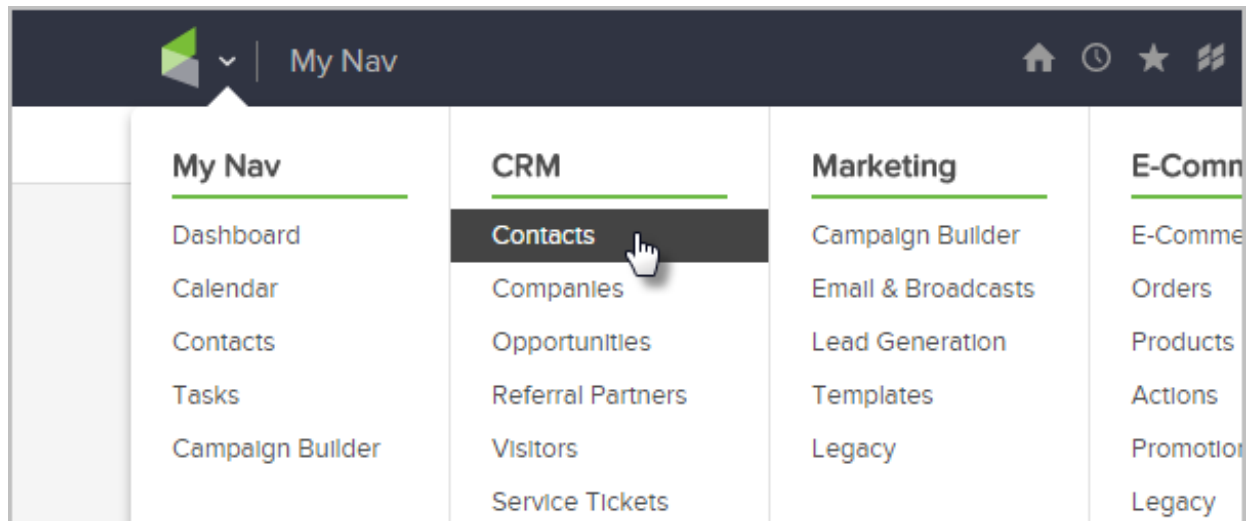 My Nav
My Nav
Dashboard
Calendar
Contacts
Tasks
Campaign Builder
CRM
Contacts
Companies
Opportunities
Referral Partners
Visitors
Service Tickets
Marketing
Campaign Builder
Email & Broadcasts
Lead Generation
Templates
Legacy
E-Comm
E-Comme
Orders
Products
Actions
Promotion
Legacy